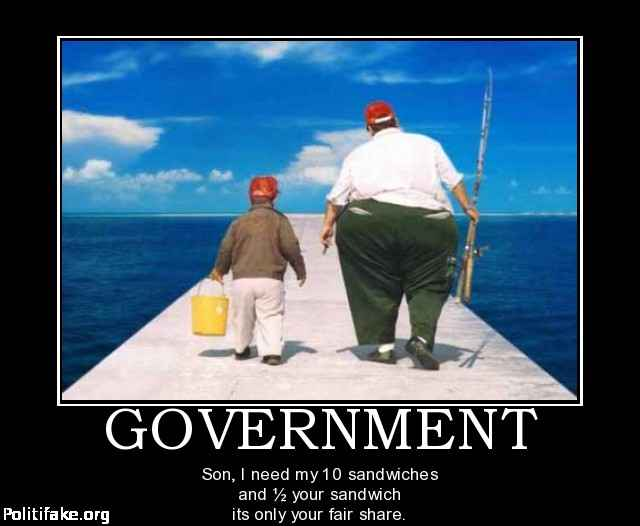 GOVERNMENT
Son, I need my 10 sandwiches
and ½ your sandwich
its only your fair share.
Politifake.org